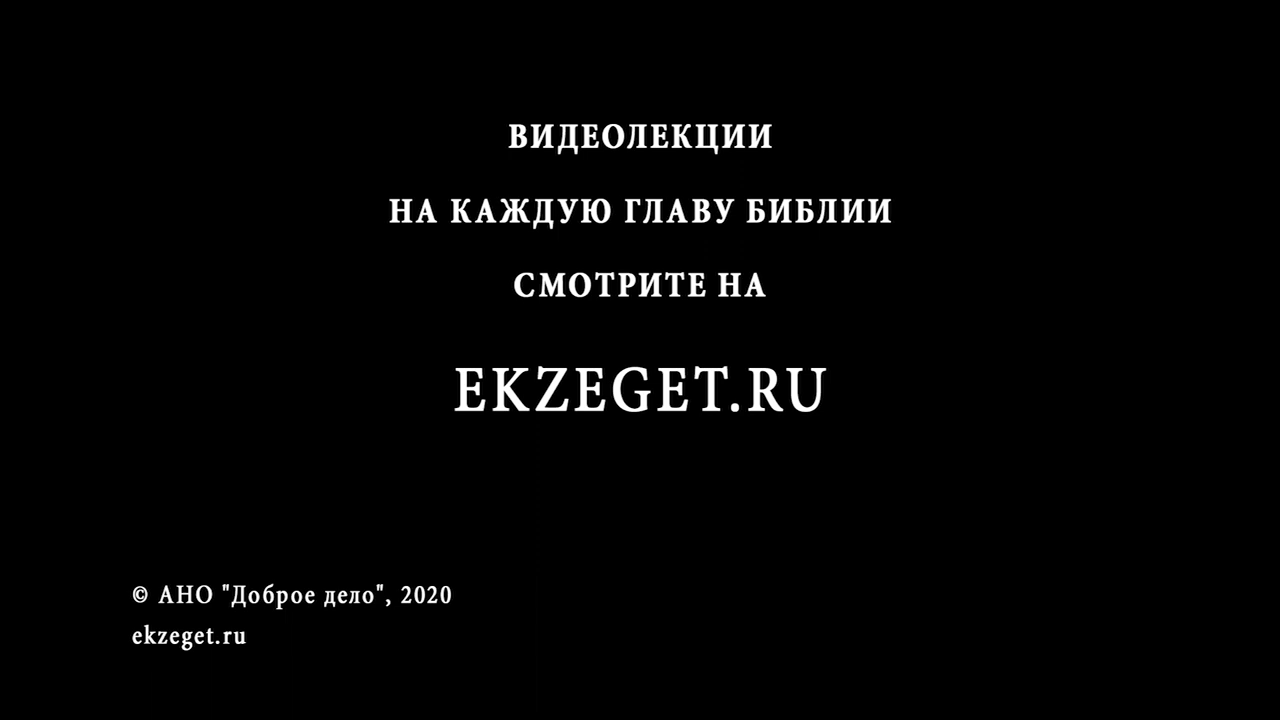 ВИДЕОЛЕКЦИИ
НА КАЖДУЮ ГЛАВУ БИБЛИИ
СМОТРИТЕ НА
EKZEGET.RU
© АНО "Доброе дело", 2020
ekzeget.ru